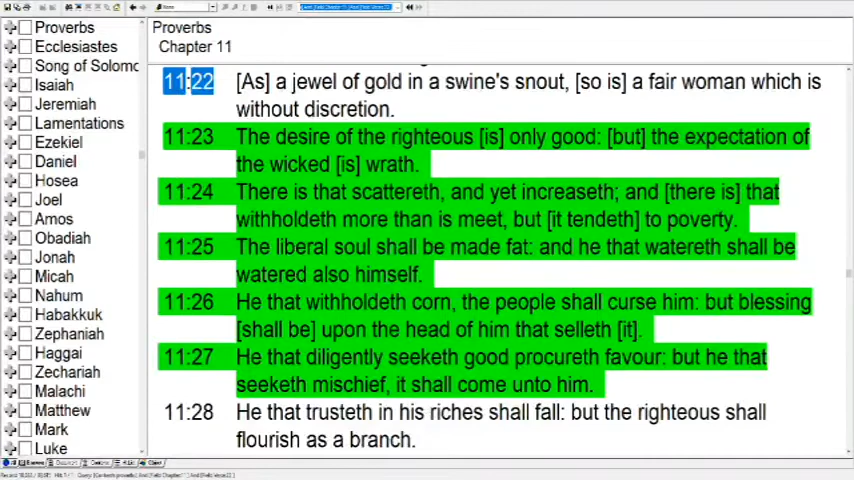 Proverbs
Ecclesiastes
Song of Solomc
Isaiah
Jeremiah
Lamentations
Ezekiel
Daniel
Hosea
Joel
Amos
Obadiah
Jonah
Micah
Nahum
Habakkuk
Zephaniah
Haggai
Zechariah
Malachi
Matthew
Mark
Luke
Proverbs
Chapter 11
11:22 [As] a jewel of gold in a swine's snout, [so is] a fair woman which is
without discretion.
11:23 The desire of the righteous [is] only good: [but] the expectation of
the wicked [is] wrath.
11:24 There is that scattereth, and yet increaseth; and [there is] that
withholdeth more than is meet, but [it tendeth] to poverty.
11:25 The liberal soul shall be made fat: and he that watereth shall be
watered also himself.
11:26 He that withholdeth corn, the people shall curse him: but blessing
[shall be] upon the head of him that selleth [it].
11:27 He that diligently seeketh good procureth favour: but he that
seeketh mischief, it shall come unto him.
11:28 He that trusteth in his riches shall fall: but the righteous shall
flourish as a branch.